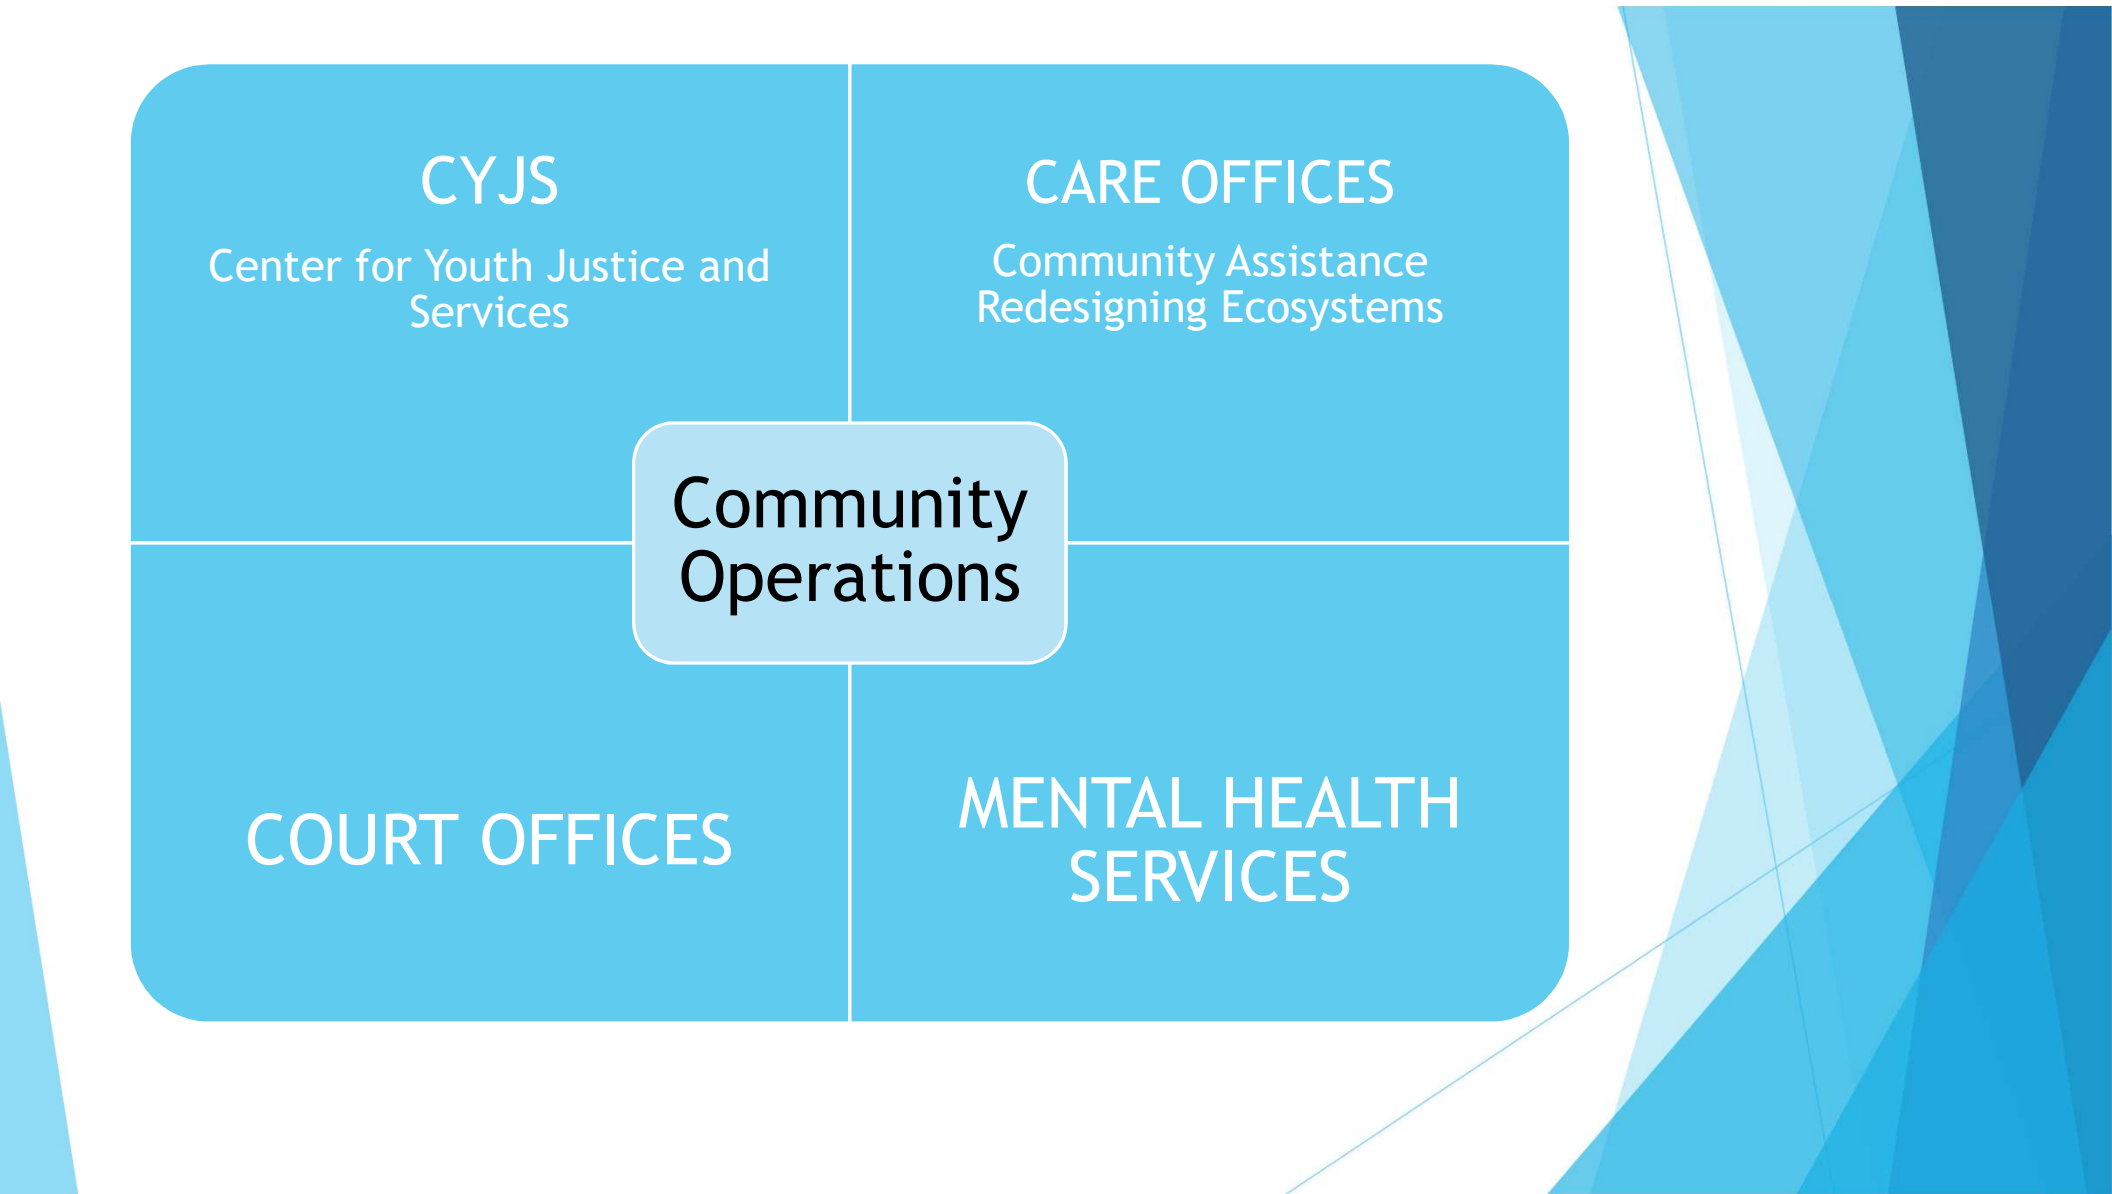 CYJS
Center for Youth Justice and
Services
CARE OFFICES
Community Assistance
Redesigning Ecosystems
Community
Operations
COURT OFFICES
MENTAL HEALTH
SERVICES